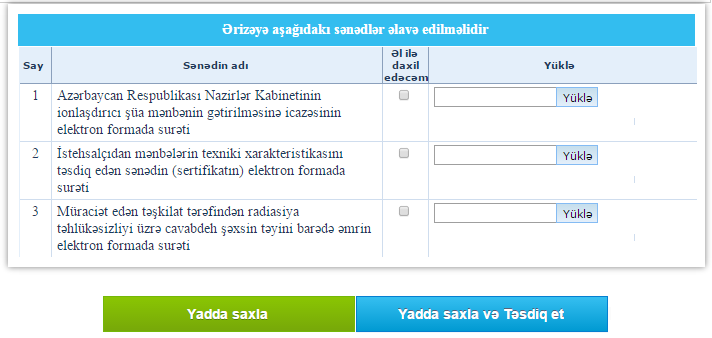 Ərizəyə aşağıdakı sənədlər əlavə edilməlidir
Say
Sənədin adı
Əl ilə
daxil
edəcəm
Yüklə
1
Azərbaycan Respublikası Nazirlər Kabinetinin
ionlaşdırıcı şüa mənbənin gətirilməsinə icazəsinin
elektron formada surəti
Yüklə
2
İstehsalçıdan mənbələrin texniki xarakteristikasını
təsdiq edən sənədin (sertifikatın) elektron formada
surəti
Yüklə
3
Müraciət edən təşkilat tərəfindən radiasiya
təhlükəsizliyi üzrə cavabdeh şəxsin təyini barədə əmrin
elektron formada surəti
Yüklə
Yadda saxla
Yadda saxla və Təsdiq et